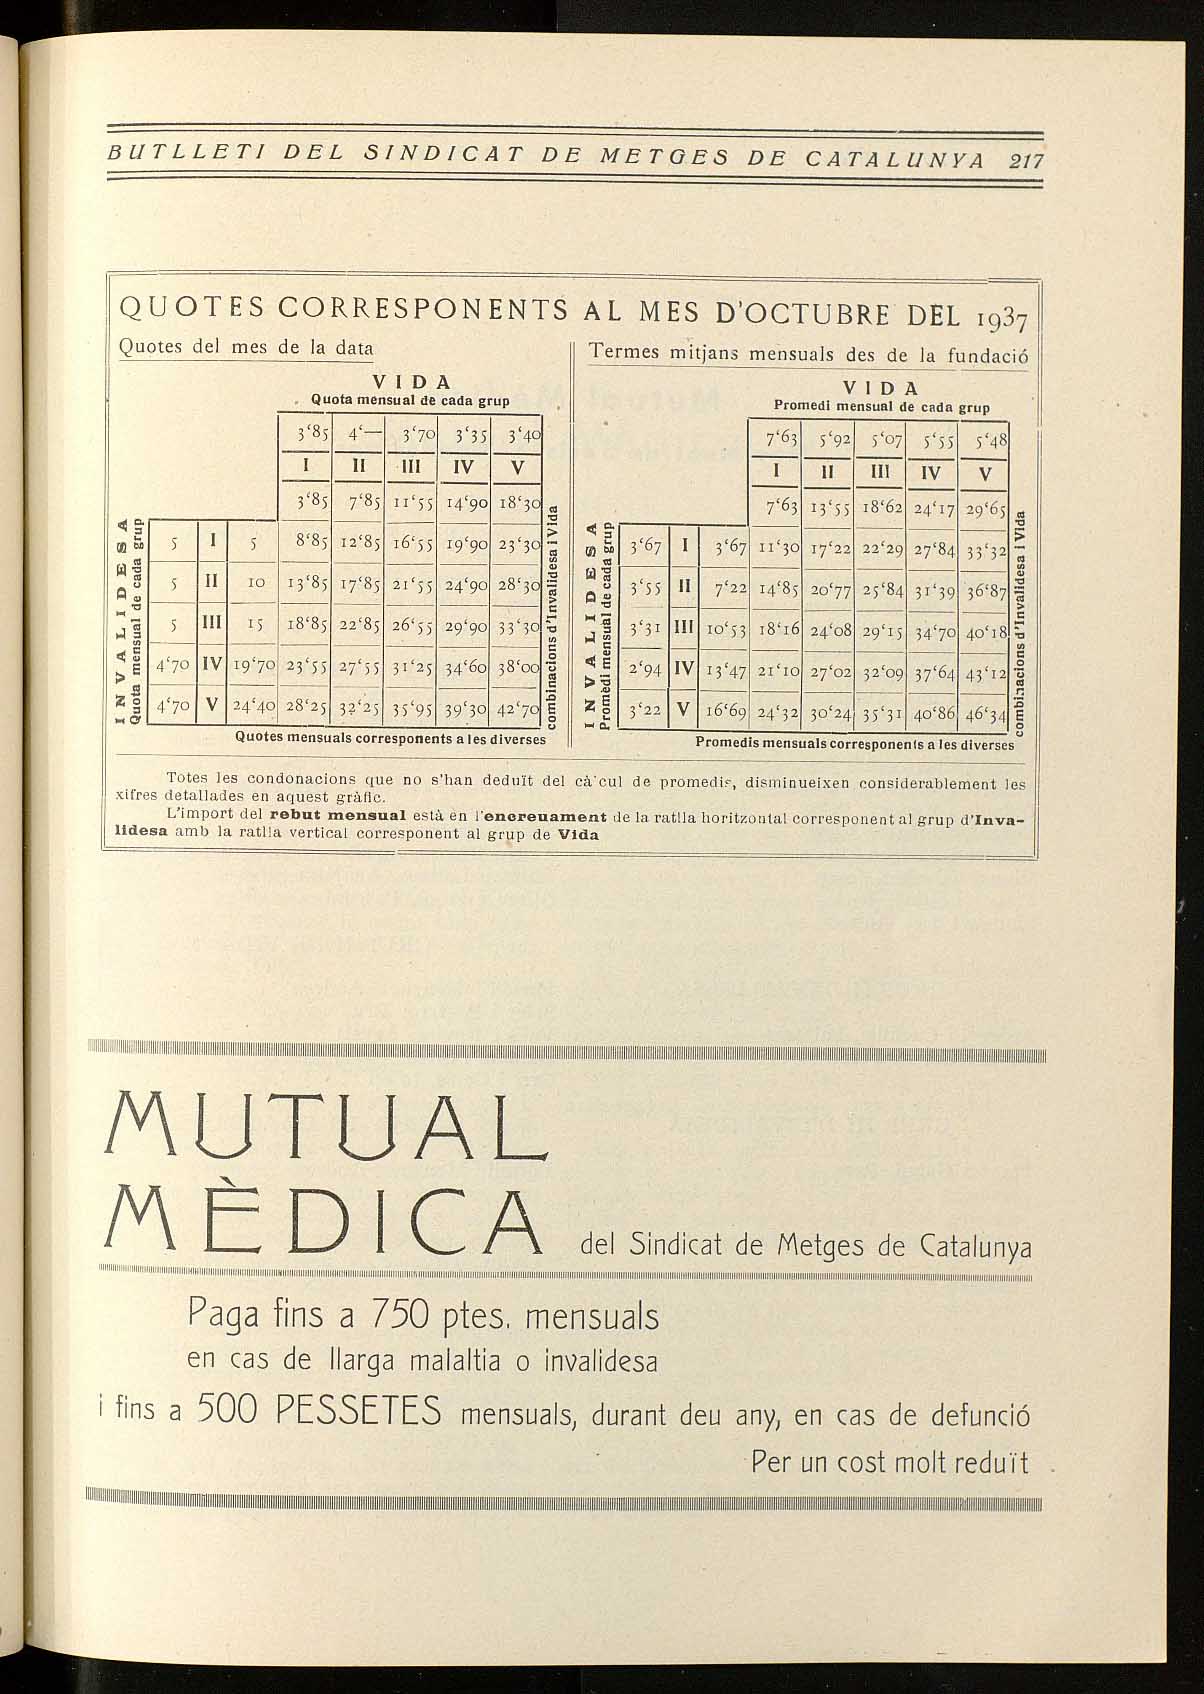 BUTLLETI DEL SINDICAT DE METGES DE CATALUNYA 217
QUOTES CORRESPONENTS AL MES D'OCTUBRE DEL 1937
Quotes del mes de la data
VIDA
Quota mensual de cada grup
3‘85 4‘— 3‘70 3‘35 3‘40
I II III IV V
3‘85 7‘85 11‘55 14‘90 18‘30
INVALIDESA
Quota mensual de cada grup
5 I 5 8‘85 12‘85 16‘55 19‘90 23‘30
5 II 10 13‘85 17‘85 21‘55 24‘90 28‘30
5 III 15 18‘85 22‘85 26‘55 29‘90 33‘30
4‘70 IV 19‘70 23‘55 27‘55 31‘25 34‘60 38‘00
4‘70 V 24‘40 28‘25 32‘25 35‘95 39‘30 42‘70
Quotes mensuals corresponents a les diverses
combinacions d'Invalidesa i Vida
Termes mitjans mensuals des de la fundació
VIDA
Promedi mensual de cada grup
7‘63 5‘92 5‘07 5‘55 5‘48
I II III IV V
7‘63 13‘55 18‘62 24‘17 29‘65
INVALIDESA
Promedi mensual de cada grup
3‘67 I 3‘67 11‘30 17‘22 22‘29 27‘84 33‘32
3‘55 II 7‘22 14‘85 20‘77 25‘84 31‘39 36‘87
3‘31 III 10‘53 18‘16 24‘08 29‘15 34‘70 40‘18
2‘94 IV 13‘47 21‘10 27‘02 32‘09 37‘64 43‘12
3‘22 V 16‘69 24‘32 30‘24 35‘31 40‘86 46‘34
Promedis mensuals corresponents a les diverses
combinacions d'Invalidesa i Vida
Totes les condonacions que no s'han deduït del cà'cul de promedis, disminueixen considerablement les
xifres detallades en aquest gràfic.
L'import del rebut mensual està en l'encreuament de la ratlla horitzontal corresponent al grup d'Inva-
lidesa amb la ratlla vertical corresponent al grup de Vida
MUTUAL
MÈDICA del Sindicat de Metges de Catalunya
Paga fins a 750 ptes. mensuals
en cas de llarga malaltia o invalidesa
i fins a 500 PESSETES mensuals, durant deu any, en cas de defunció
Per un cost molt reduït